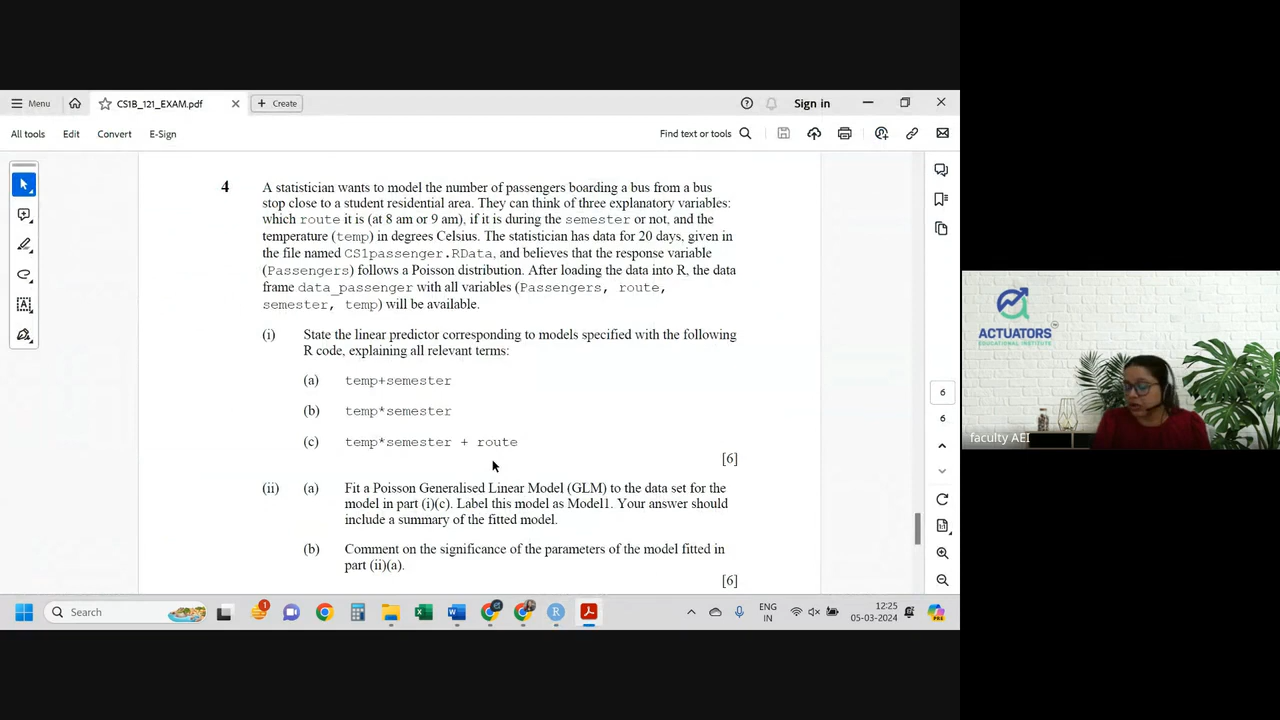 Menu
CS1B_121_EXAM.pdf
Create
Sign in
All tools
Edit
Convert
E-Sign
Find text or tools
4 A statistician wants to model the number of passengers boarding a bus from a bus
stop close to a student residential area. They can think of three explanatory variables:
which route it is (at 8 am or 9 am), if it is during the semester or not, and the
temperature (temp) in degrees Celsius. The statistician has data for 20 days, given in
the file named CS1passenger.RData, and believes that the response variable
(Passengers) follows a Poisson distribution. After loading the data into R, the data
frame data_passenger with all variables (Passengers, route,
semester, temp) will be available.
(i) State the linear predictor corresponding to models specified with the following
R code, explaining all relevant terms:
(a) temp+semester
(b) temp*semester
(c) temp*semester + route
[6]
(ii) (a) Fit a Poisson Generalised Linear Model (GLM) to the data set for the
model in part (i)(c). Label this model as Model1. Your answer should
include a summary of the fitted model.
(b) Comment on the significance of the parameters of the model fitted in
part (ii)(a).
[6]
6
6
ACTUATORS
EDUCATIONAL INSTITUTE
faculty AEI
Search
1
ENG
IN
12:25
05-03-2024